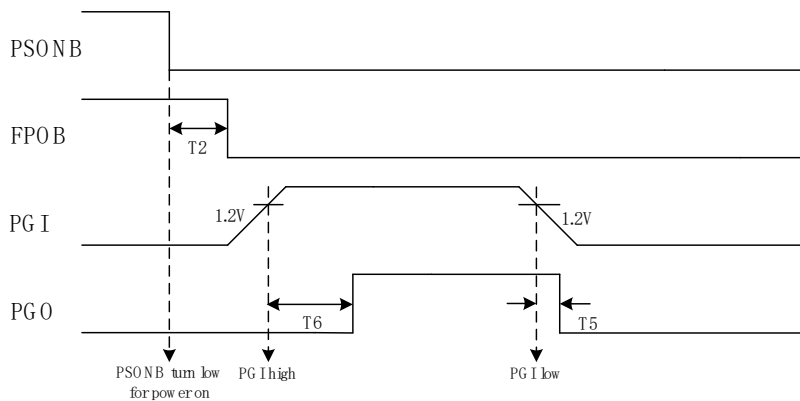 PSONB
FPOB
T2
PGI
1.2V
1.2V
PGO
T6
T5
PSONB turn low
for power on
PGI high
PGI low